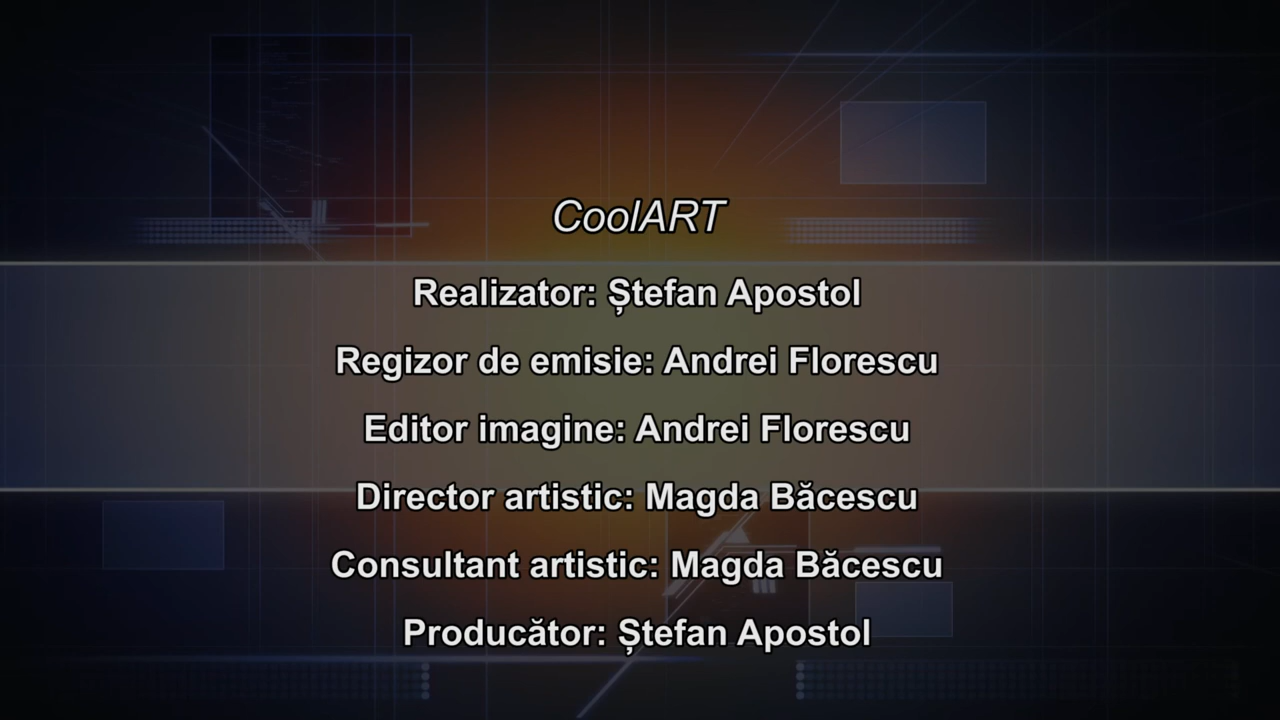 CoolART
Realizator: Ștefan Apostol
Regizor de emisie: Andrei Florescu
Editor imagine: Andrei Florescu
Director artistic: Magda Băcescu
Consultant artistic: Magda Băcescu
Producător: Ștefan Apostol